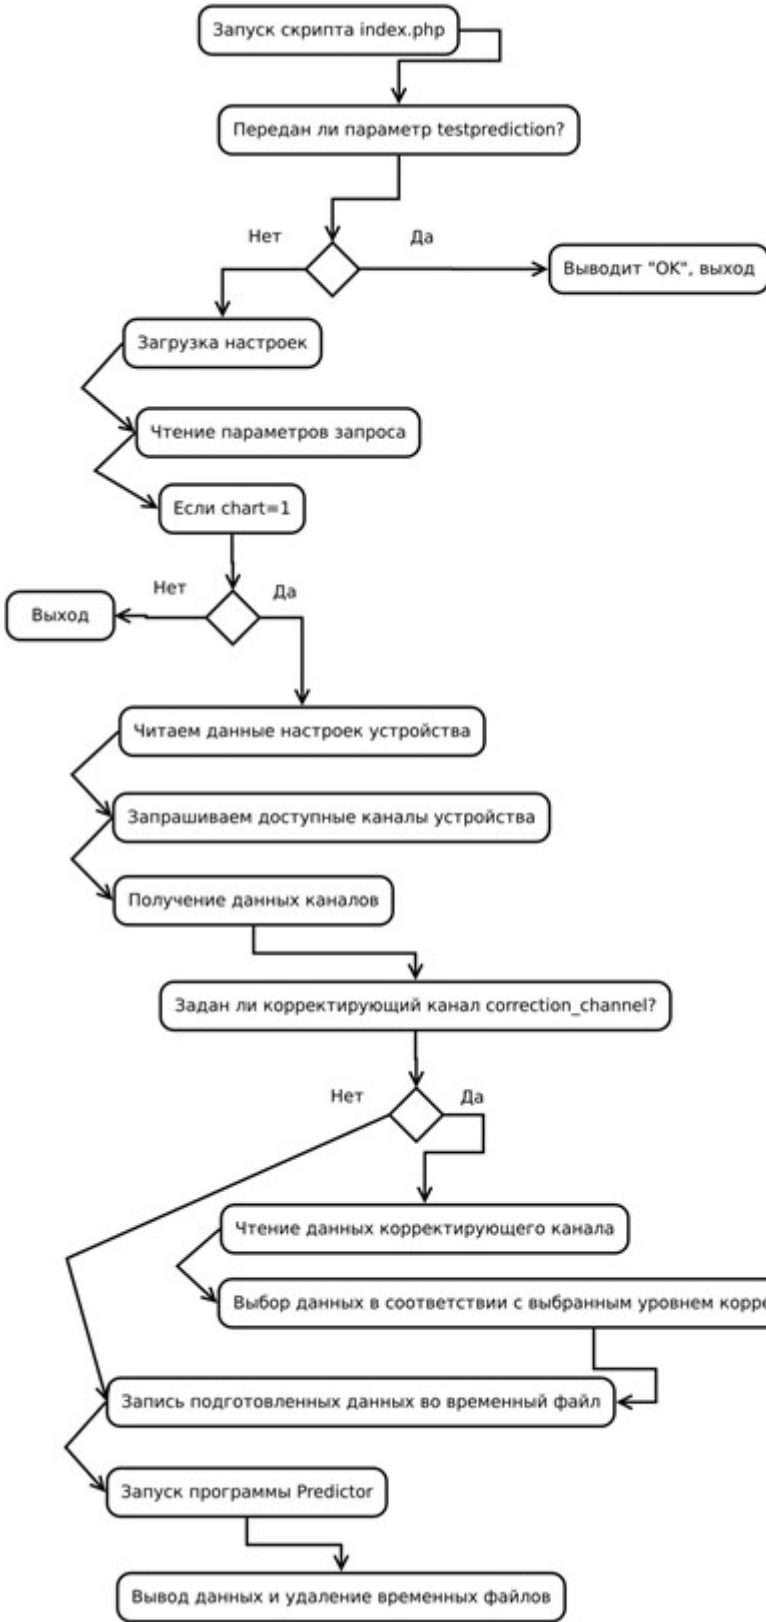 Запуск скрипта index.php
Передан ли параметр testprediction?
Нет
Да
Выводит "OK", выход
Загрузка настроек
Чтение параметров запроса
Если chart=1
Нет
Да
Выход
Читаем данные настроек устройства
Запрашиваем доступные каналы устройства
Получение данных каналов
Задан ли корректирующий канал correction_channel?
Нет
Да
Чтение данных корректирующего канала
Выбор данных в соответствии с выбранным уровнем
Запись подготовленных данных во временный файл
Запуск программы Predictor
Вывод данных и удаление временных файлов